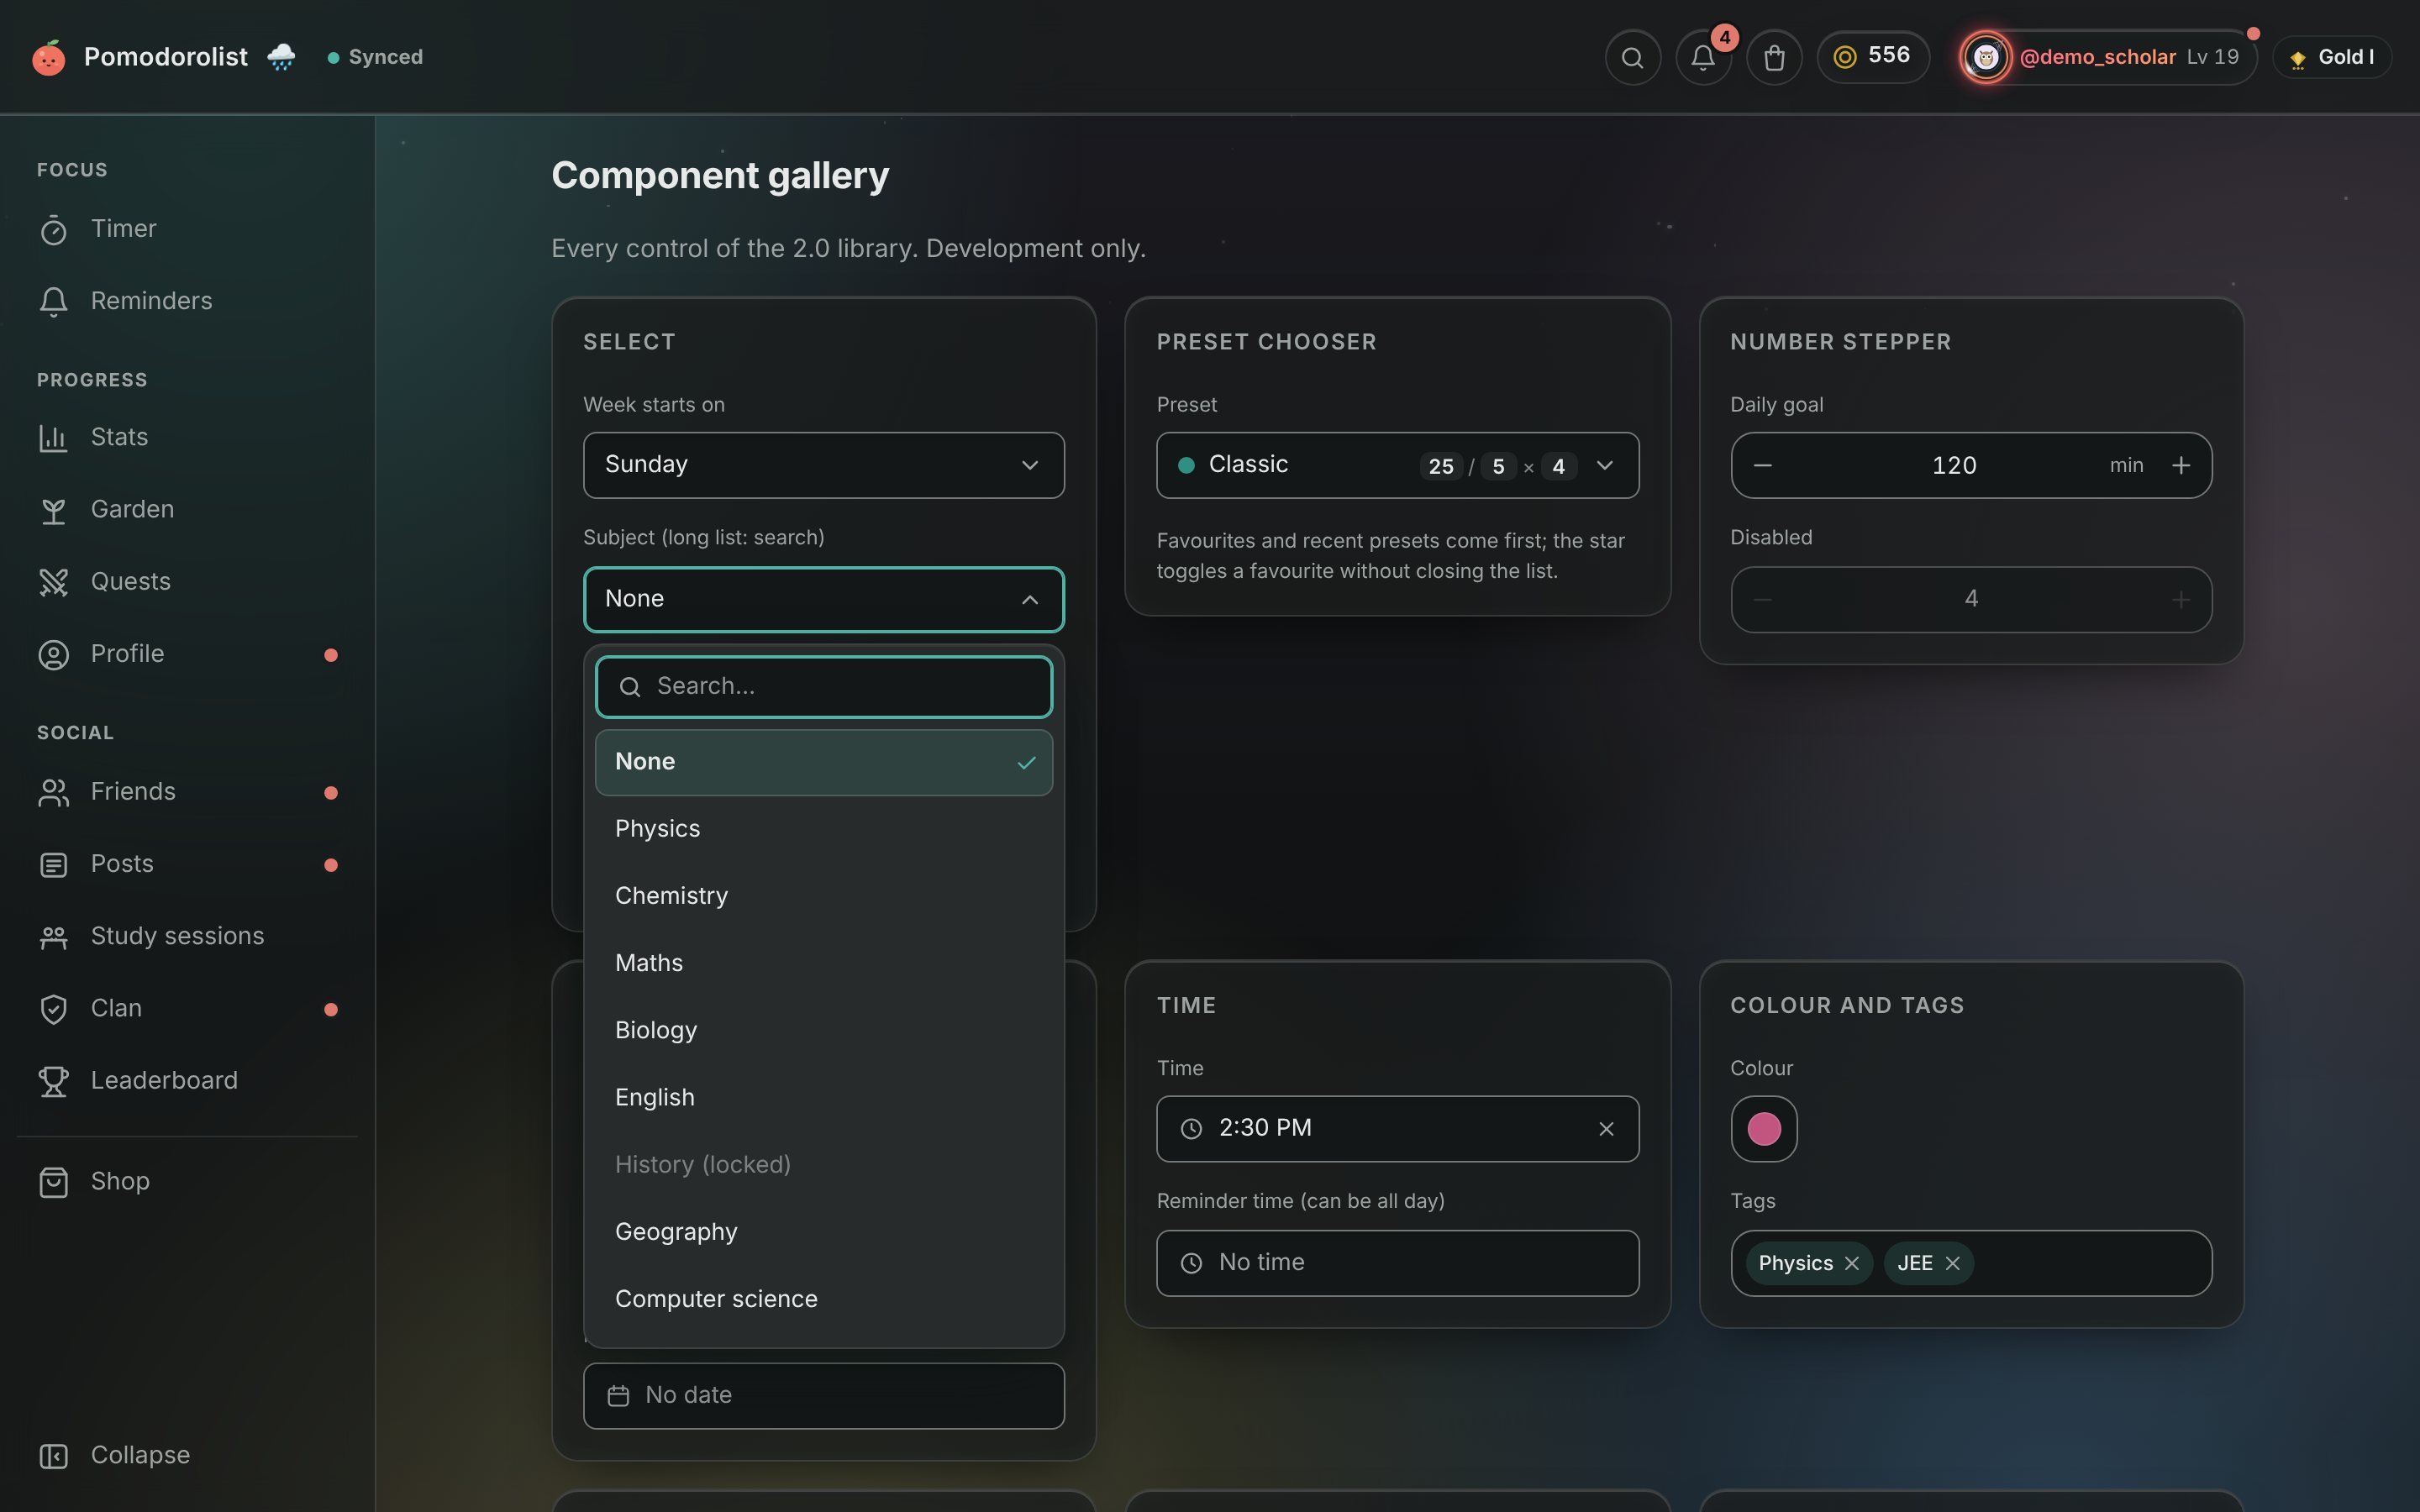 Pomodorolist
Synced
4
556
@demo_scholar Lv 19
Gold I
FOCUS
Timer
Reminders
PROGRESS
Stats
Garden
Quests
Profile
SOCIAL
Friends
Posts
Study sessions
Clan
Leaderboard
Shop
Collapse
Component gallery
Every control of the 2.0 library. Development only.
SELECT
Week starts on
Sunday
Subject (long list: search)
None
Search...
None
Physics
Chemistry
Maths
Biology
English
History (locked)
Geography
Computer science
No date
PRESET CHOOSER
Preset
Classic 25 / 5 × 4
Favourites and recent presets come first; the star
toggles a favourite without closing the list.
NUMBER STEPPER
Daily goal
120 min
Disabled
4
TIME
Time
2:30 PM
Reminder time (can be all day)
No time
COLOUR AND TAGS
Colour
Tags
Physics JEE